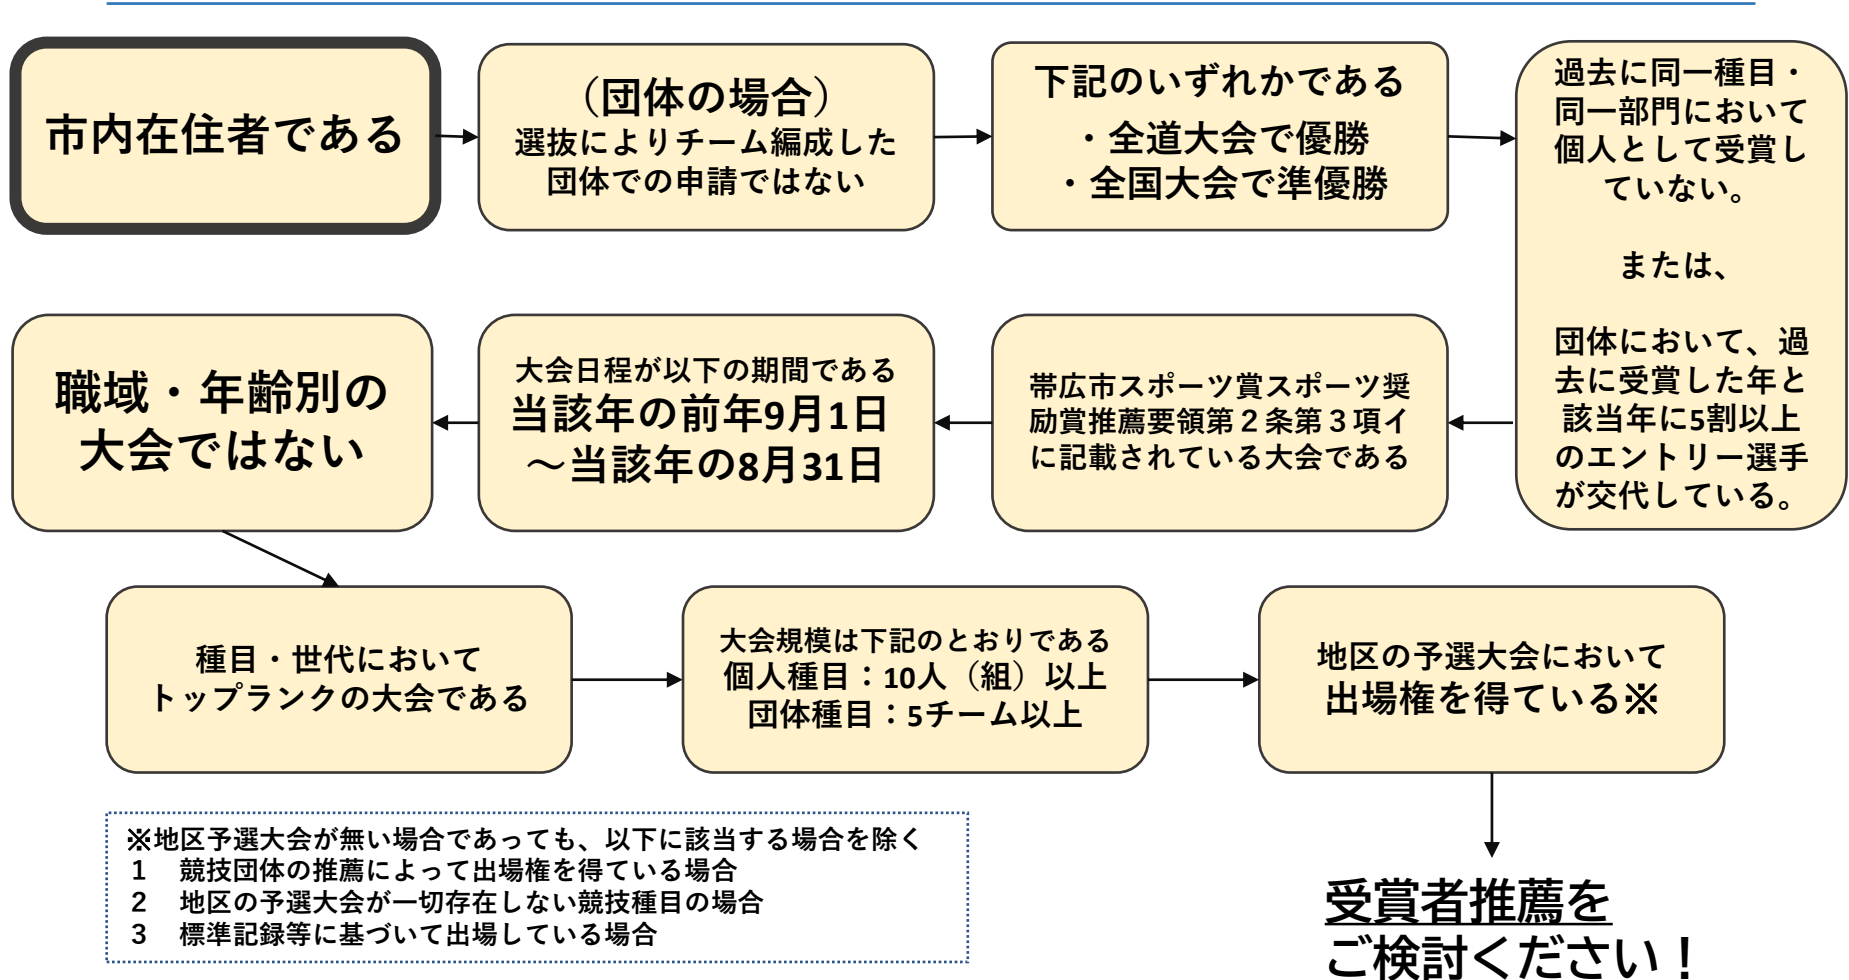 市内在住者である
（団体の場合）
選抜によりチーム編成した
団体での申請ではない
下記のいずれかである
・全道大会で優勝
・全国大会で準優勝
過去に同一種目・
同一部門において
個人として受賞し
ていない。
または、
団体において、過
去に受賞した年と
該当年に5割以上
のエントリー選手
が交代している。
帯広市スポーツ賞スポーツ奨
励賞推薦要領第２条第３項イ
に記載されている大会である
大会日程が以下の期間である
当該年の前年9月1日
～当該年の8月31日
職域・年齢別の
大会ではない
種目・世代において
トップランクの大会である
大会規模は下記のとおりである
個人種目：10人（組）以上
団体種目：5チーム以上
地区の予選大会において
出場権を得ている※
※地区予選大会が無い場合であっても、以下に該当する場合を除く
1　競技団体の推薦によって出場権を得ている場合
2　地区の予選大会が一切存在しない競技種目の場合
3　標準記録等に基づいて出場している場合
受賞者推薦を
ご検討ください！